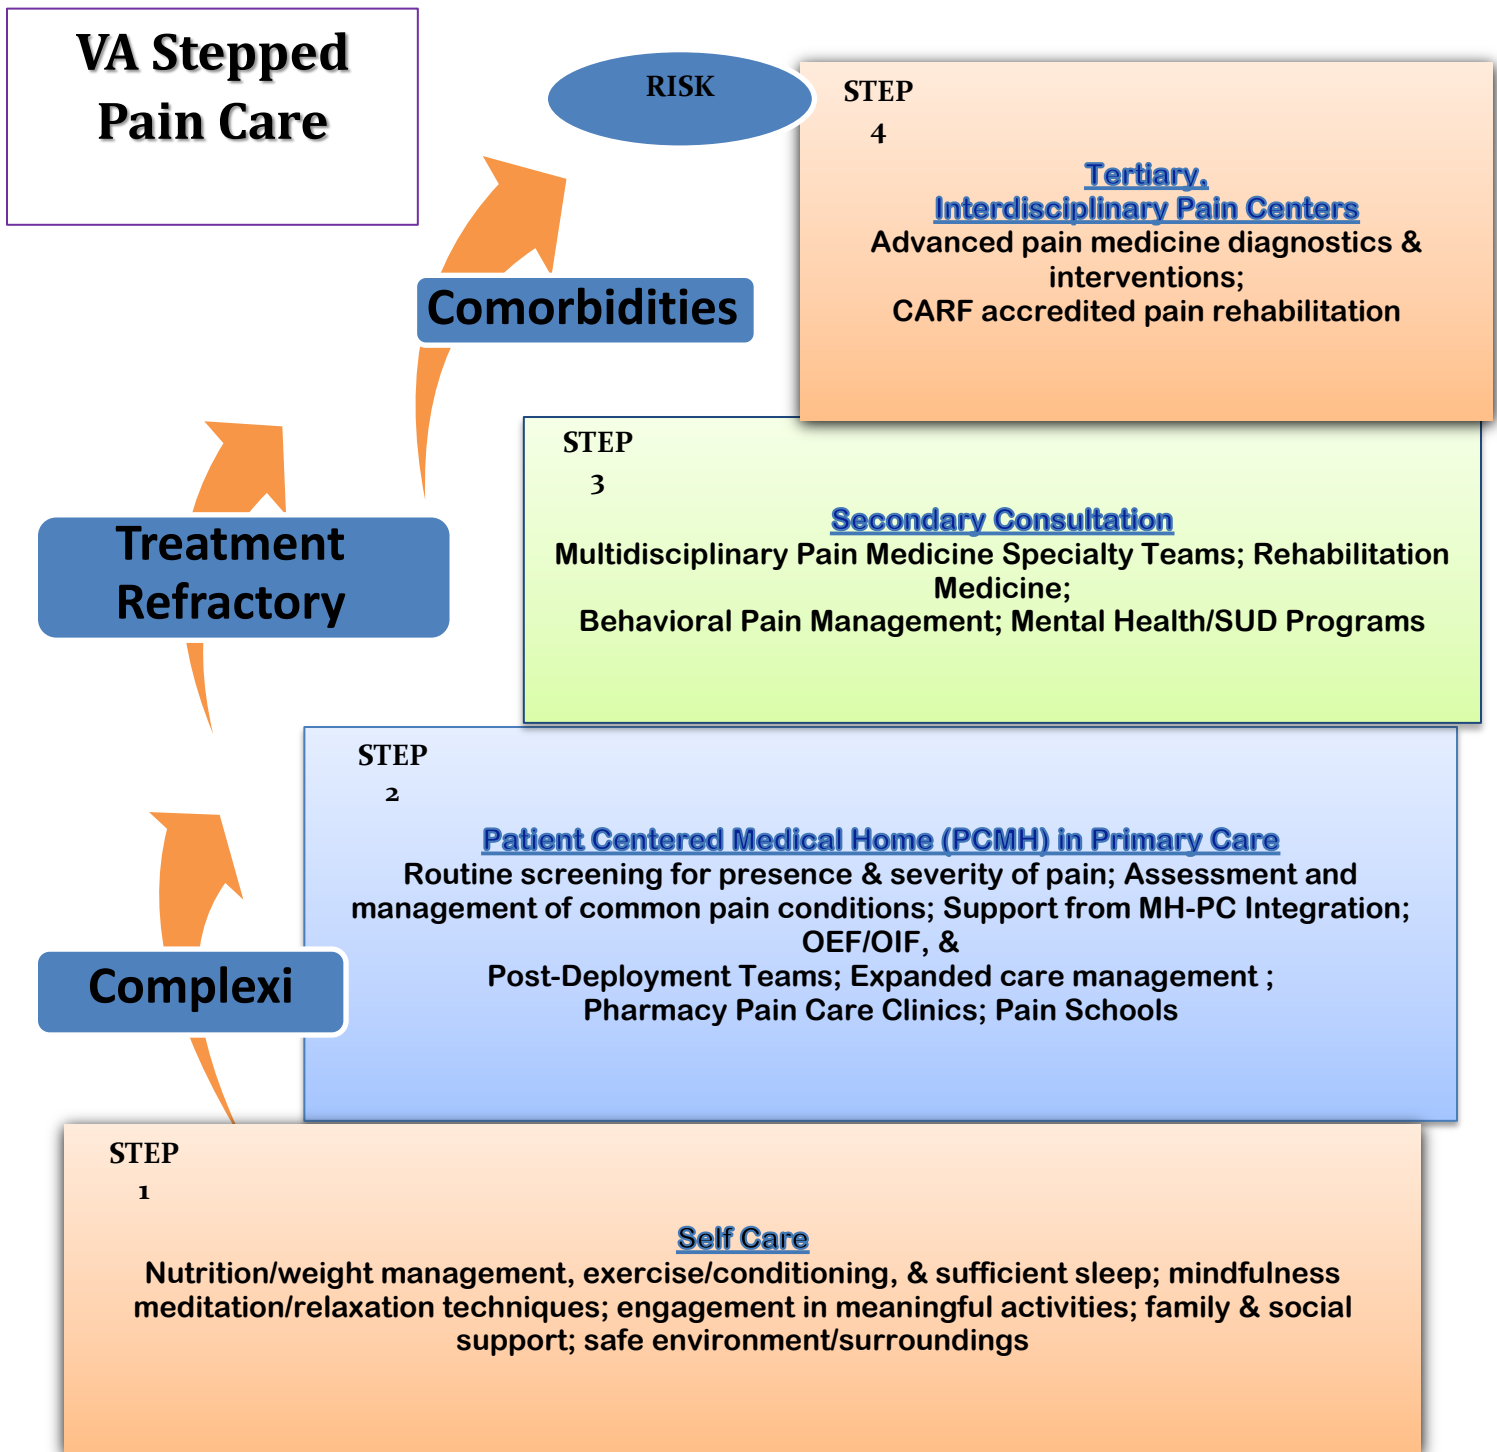 VA Stepped
Pain Care
RISK
STEP
4
Tertiary,
Interdisciplinary Pain Centers
Advanced pain medicine diagnostics &
interventions;
CARF accredited pain rehabilitation
Comorbidities
STEP
3
Secondary Consultation
Multidisciplinary Pain Medicine Specialty Teams; Rehabilitation
Medicine;
Behavioral Pain Management; Mental Health/SUD Programs
Treatment
Refractory
STEP
2
Patient Centered Medical Home (PCMH) in Primary Care
Routine screening for presence & severity of pain; Assessment and
management of common pain conditions; Support from MH-PC Integration;
OEF/OIF, &
Post-Deployment Teams; Expanded care management ;
Pharmacy Pain Care Clinics; Pain Schools
Complexi
STEP
1
Self Care
Nutrition/weight management, exercise/conditioning, & sufficient sleep; mindfulness
meditation/relaxation techniques; engagement in meaningful activities; family & social
support; safe environment/surroundings